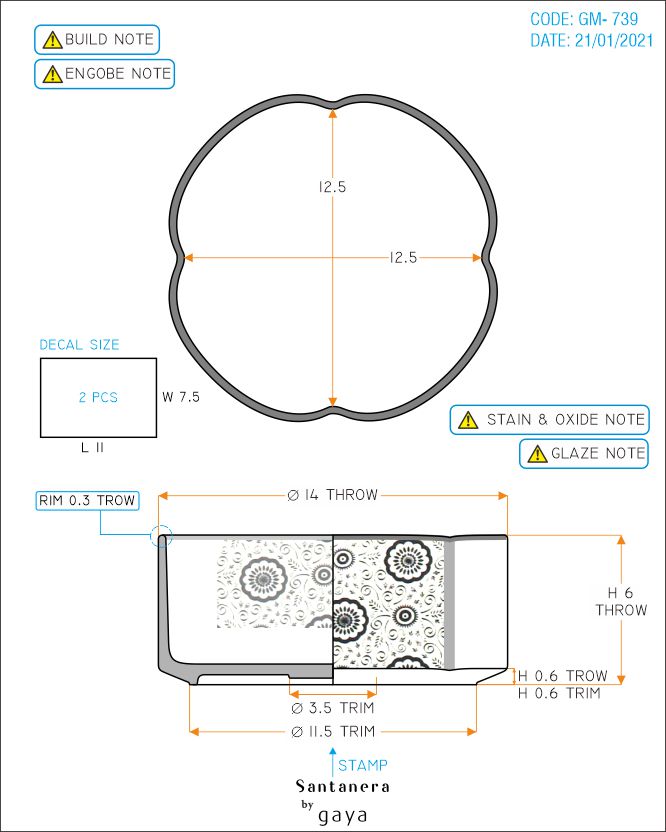 CODE: GM- 739
DATE: 21/01/2021
BUILD NOTE
ENGOBE NOTE
12.5
12.5
DECAL SIZE
2 PCS
W 7.5
L 11
STAIN & OXIDE NOTE
GLAZE NOTE
RIM 0.3 TROW
Ø 14 THROW
H 6
THROW
H 0.6 TROW
H 0.6 TRIM
Ø 3.5 TRIM
Ø 11.5 TRIM
STAMP
Santanera
by gaya